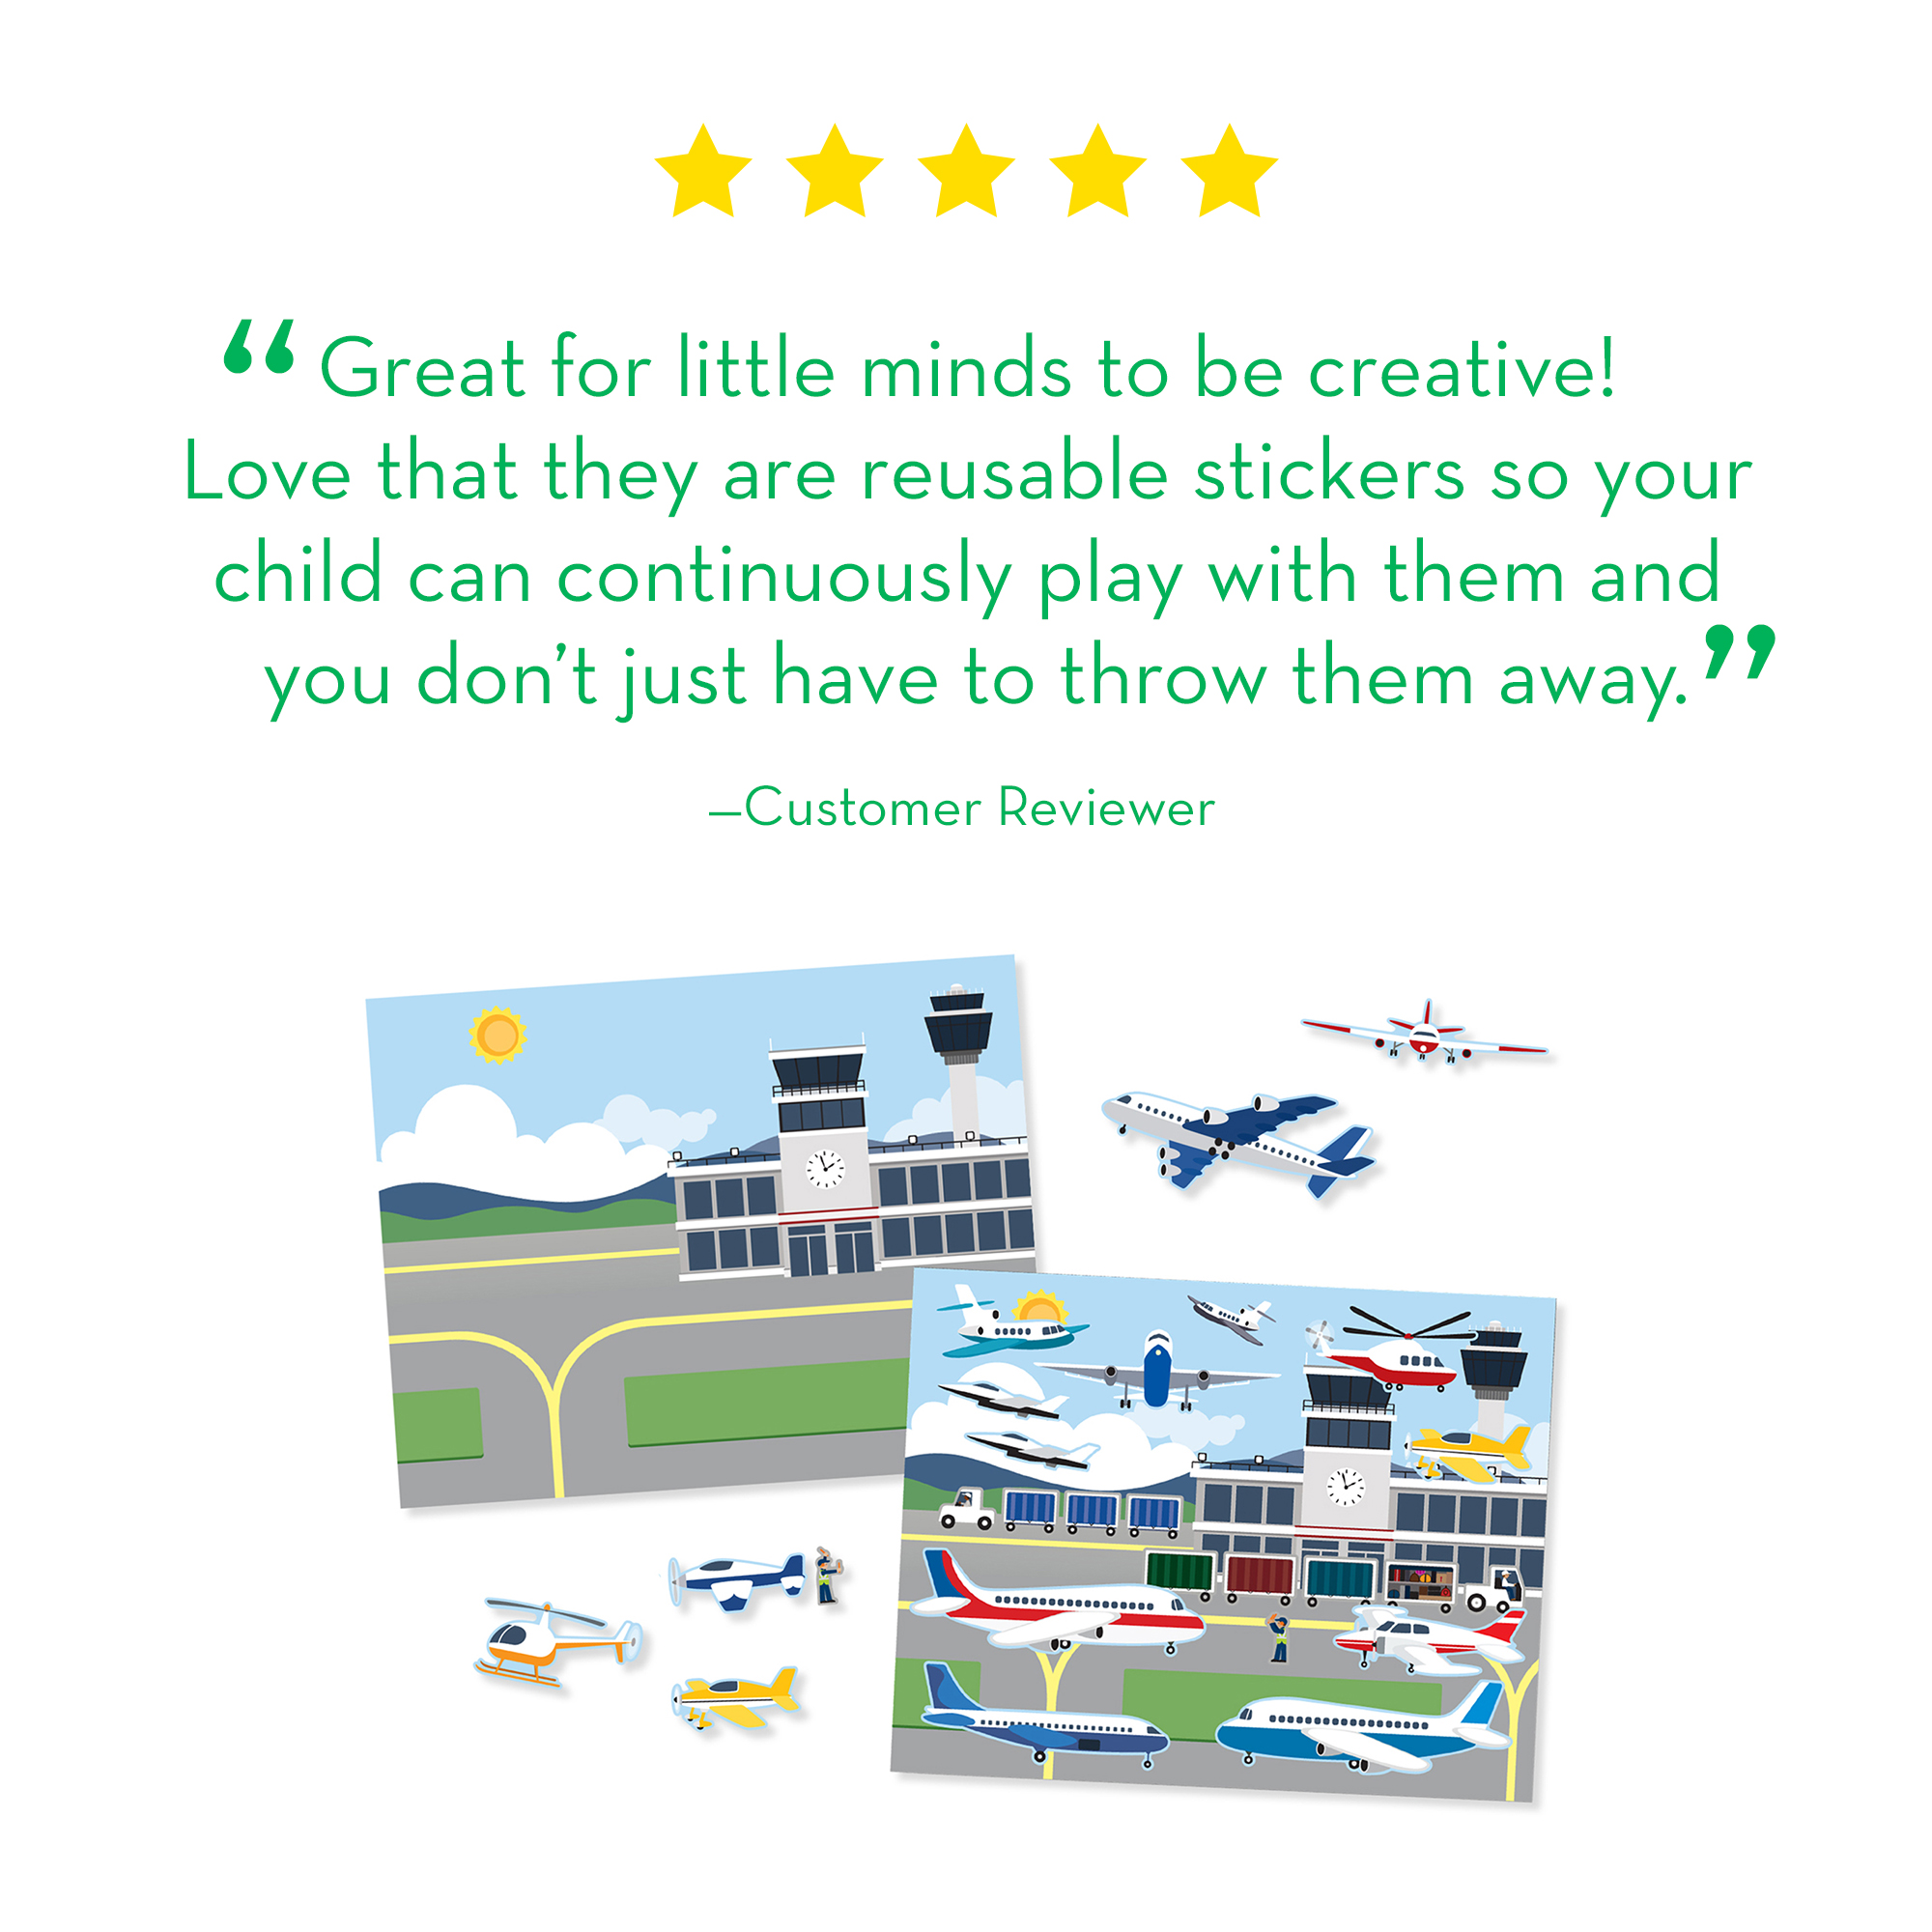 “Great for little minds to be creative!
Love that they are reusable stickers so your
child can continuously play with them and
you don’t just have to throw them away.”
—Customer Reviewer